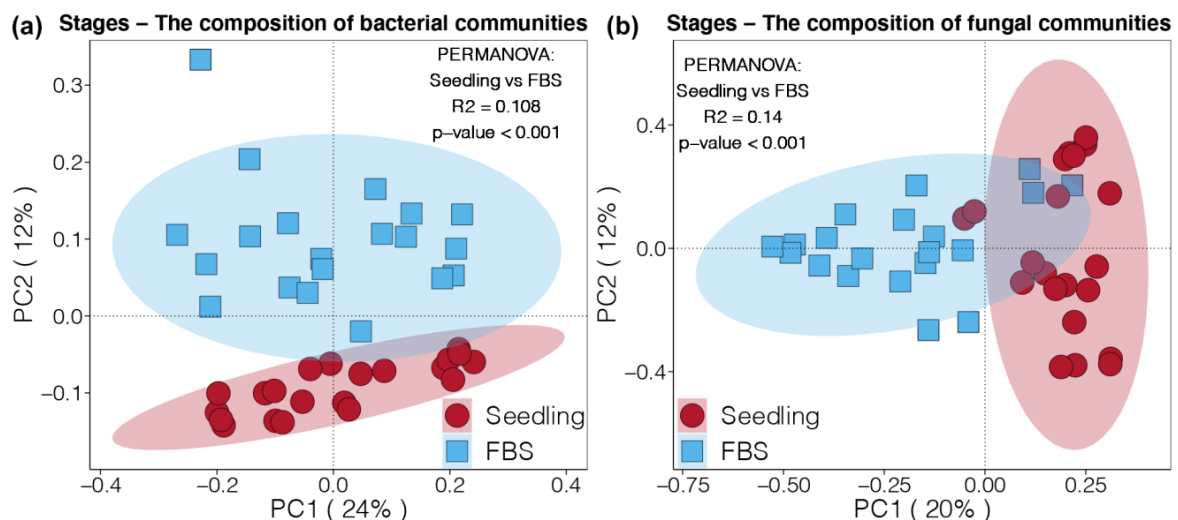 (a) Stages – The composition of bacterial communities
PERMANOVA:
Seedling vs FBS
R2 = 0.108
p–value < 0.001
0.3
0.2
0.1
0.0
−0.1
PC2 ( 12% )
Seedling
FBS
−0.4
−0.2
0.0
0.2
0.4
PC1 ( 24% )
(b) Stages – The composition of fungal communities
PERMANOVA:
Seedling vs FBS
R2 = 0.14
p–value < 0.001
0.4
0.0
−0.4
PC2 ( 12% )
Seedling
FBS
−0.75
−0.50
−0.25
0.00
0.25
PC1 ( 20% )